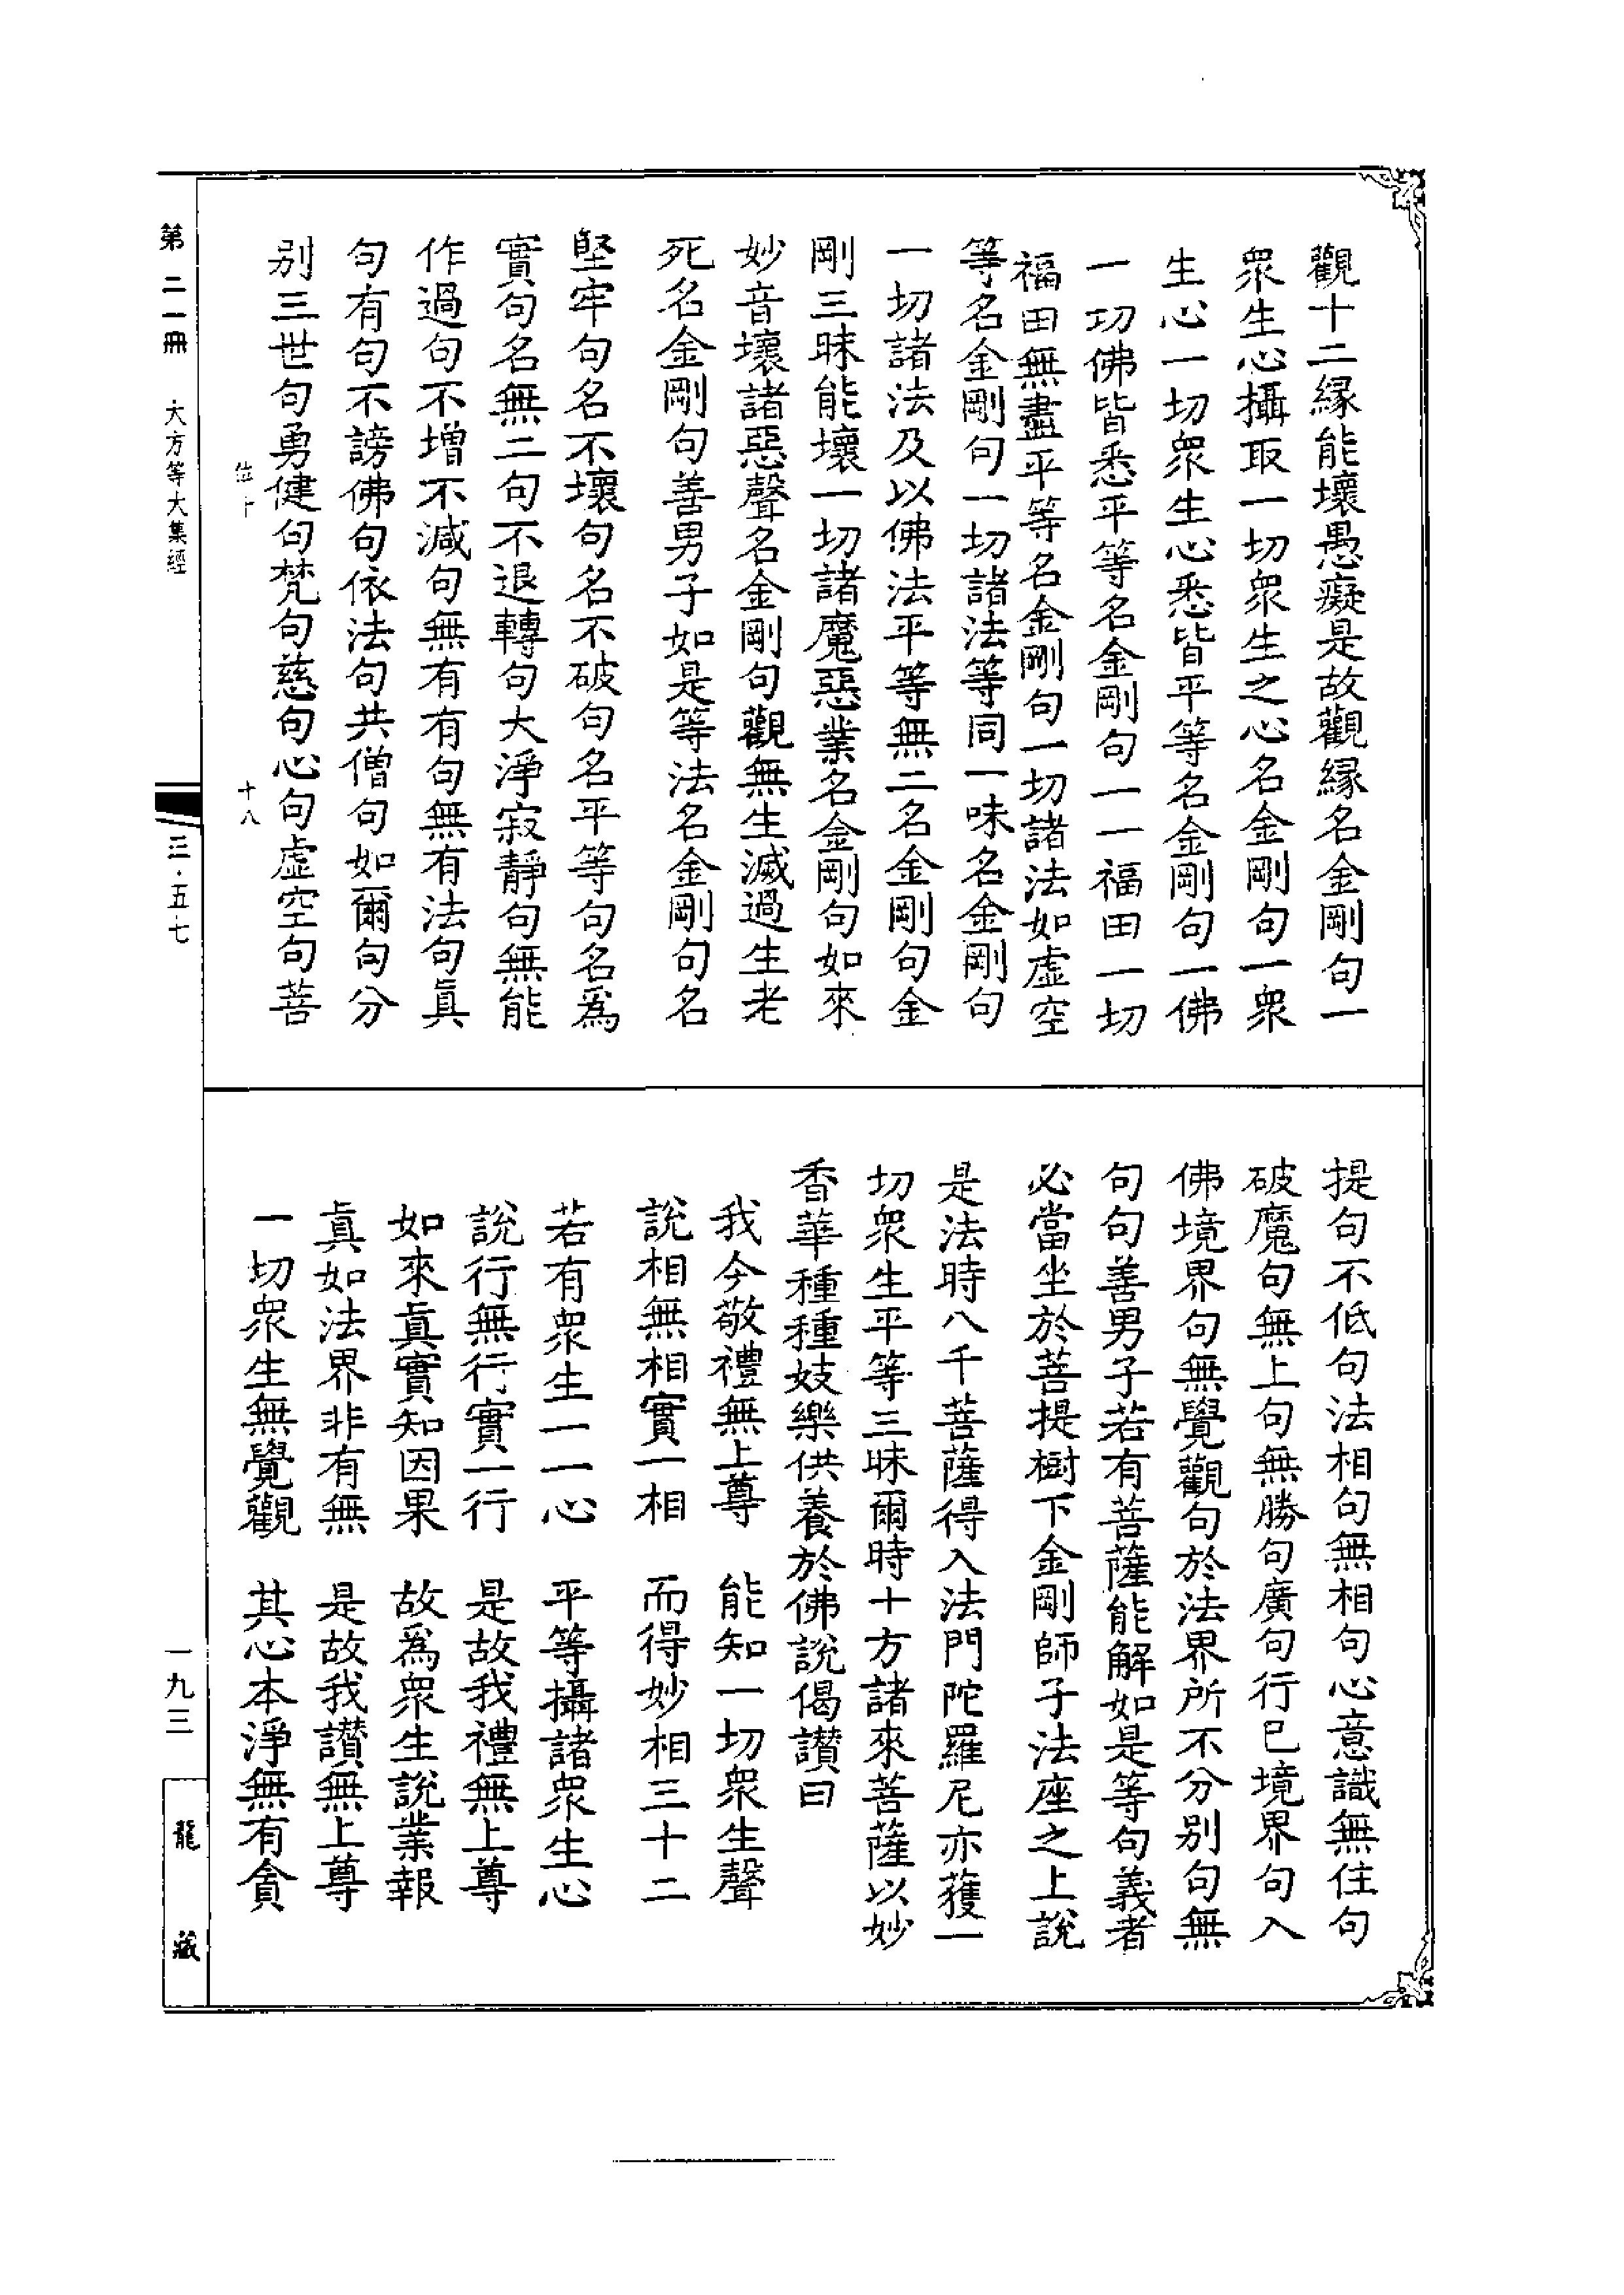 觀十二緣能壞愚癡是故觀緣名金剛句一
眾生心攝取一切眾生之心名金剛句一眾
生心一切眾生心悉皆平等名金剛句一佛
一切佛皆悉平等名金剛句一一福田一切
福田無盡平等名金剛句一切諸法如虛空
等名金剛句一切諸法等同一味名金剛句
一切諸法及以佛法平等無二名金剛句金
剛三昧能壞一切諸魔惡業名金剛句如來
妙音壞諸惡聲名金剛句觀無生滅過生老
死名金剛句善男子如是等法名金剛句名
堅牢句名不壞句名不破句名平等句名爲
實句名無二句不退轉句大淨寂靜句無能
作過句不增不減句無有有句無有法句眞
句有句不謗佛句依法句共僧句如爾句分
別三世句勇健句梵句慈句心句虛空句菩
提句不低句法相句無相句心意識無住句
破魔句無上句無勝句廣句行己境界句入
佛境界句無覺觀句於法界所不分別句無
句句善男子若有菩薩能解如是等句義者
必當坐於菩提樹下金剛師子法座之上說
是法時八千菩薩得入法門陀羅尼亦獲一
切眾生平等三昧爾時十方諸來菩薩以妙
香華種種妓樂供養於佛說偈讚曰
我今敬禮無上尊　能知一切眾生聲
說相無相實一相　而得妙相三十二
若有眾生一一心　平等攝諸眾生心
說行無行實一行　是故我禮無上尊
如來眞實知因果　故爲眾生說業報
眞如法界非有無　是故我讚無上尊
一切眾生無覺觀　其心本淨無有貪
位十　十八
第二一冊　大方等大集經　三·五七　一九三　龍藏